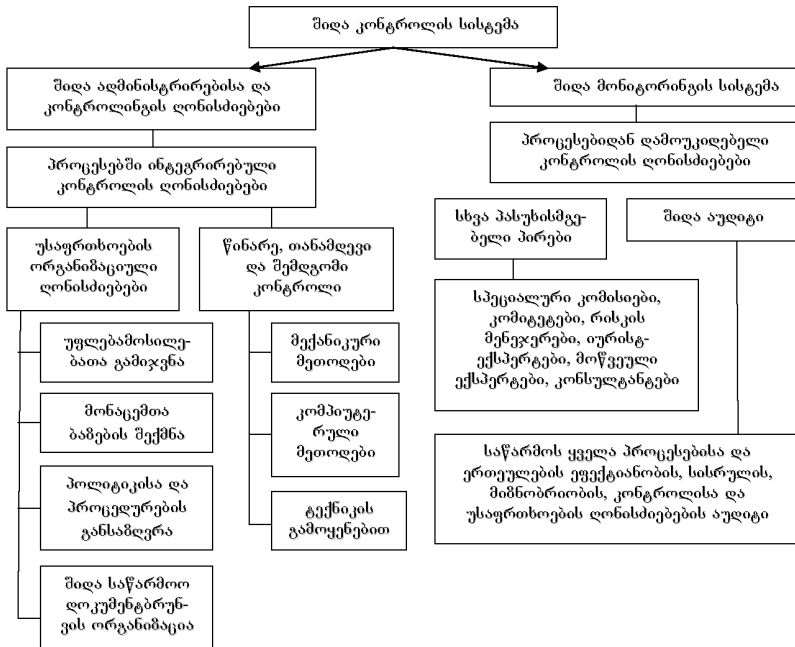 შიდა კონტროლის სისტემა
შიდა ადმინისტრირებისა და
კონტროლინგის ღონისძიებები
შიდა მონიტორინგის სისტემა
პროცესებში ინტეგრირებული
კონტროლის ღონისძიებები
პროცესებიდან დამოუკიდებელი
კონტროლის ღონისძიებები
უსაფრთხოების
ორგანიზაციული
ღონისძიებები
წინარე, თანამდევი
და შემდგომი
კონტროლი
სხვა პასუხისმგე-
ბელი პირები
შიდა აუდიტი
უფლებამოსილე-
ბათა გამიჯვნა
მონაცემთა
ბაზების შექმნა
პოლიტიკისა და
პროცედურების
განსაზღვრა
შიდა საწარმოო
დოკუმენტბრუნ-
ვის ორგანიზაცია
მექანიკური
მეთოდები
კომპიუტე-
რული
მეთოდები
ტექნიკის
გამოყენებით
სპეციალური კომისიები,
კომიტეტები, რისკის
მენეჯერები, იურისტ-
ექსპერტები, მოწვეული
ექსპერტები, კონსულტანტები
საწარმოს ყველა პროცესებისა და
ერთეულების ეფექტიანობის, სისრულის,
მიზნობრიობის, კონტროლისა და
უსაფრთხოების ღონისძიებების აუდიტი